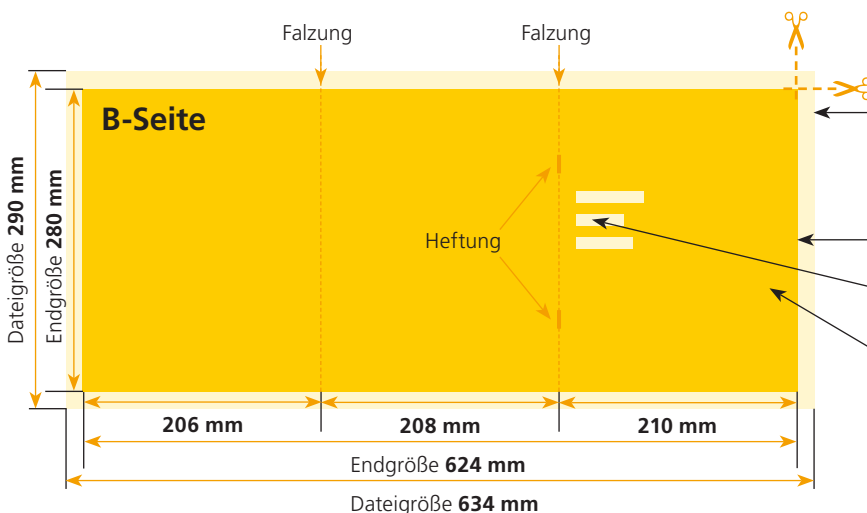 Falzung
Falzung
B-Seite
Dateigröße 290 mm
Endgröße 280 mm
Heftung
206 mm
208 mm
210 mm
Endgröße 624 mm
Dateigröße 634 mm